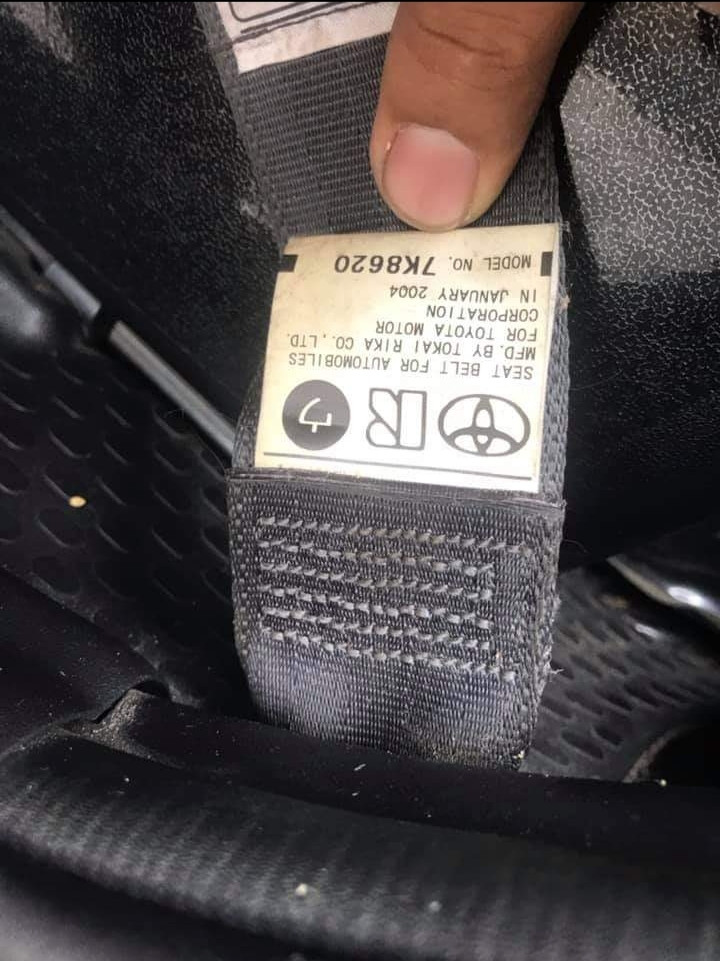 SEAT BELT FOR AUTOMOBILES
MFD. BY TOKAI RIKA CO., LTD.
FOR TOYOTA MOTOR
CORPORATION
IN JANUARY 2004
MODEL NO. 7K8620